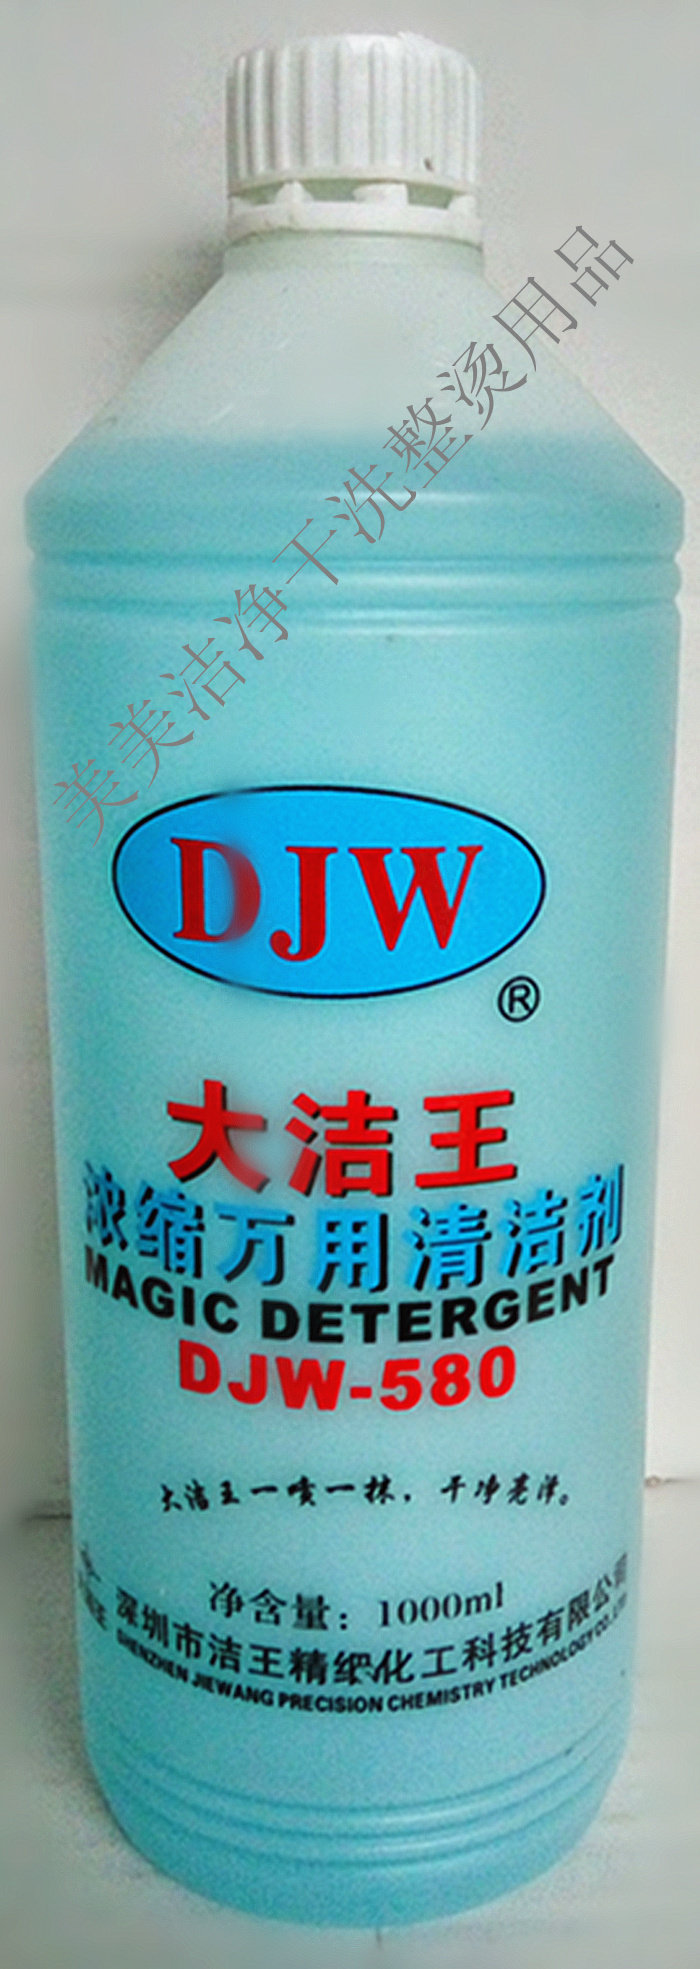 美美洁净干洗整烫用品
DJW
®
大洁王
浓缩万用清洁剂
MAGIC DETERGENT
DJW-580
大洁王一喷一抹，干净亮泽。
净含量：1000ml
深圳市洁王精细化工科技有限公司
SHENZHEN JIEWANG PRECISION CHEMISTRY TECHNOLOGY CO.LTD